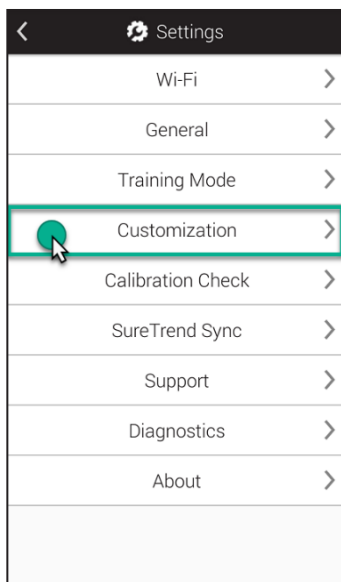 Settings
Wi-Fi
General
Training Mode
Customization
Calibration Check
SureTrend Sync
Support
Diagnostics
About